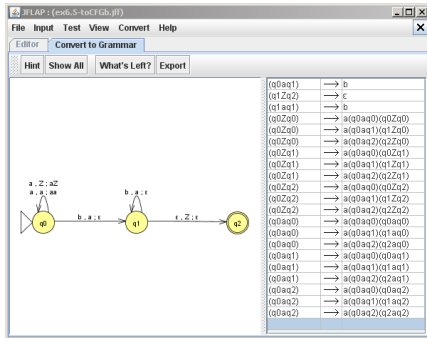 JFLAP : (ex6.5-toCFGb.jff)
File Input Test View Convert Help
Editor Convert to Grammar
Hint Show All What's Left? Export
a , Z ; aZ
a , a ; aa
b , a ; ε
b , a ; ε
ε , Z ; ε
q0
q1
q2
(q0aq1) → b
(q1Zq2) → ε
(q1aq1) → b
(q0Zq0) → a(q0aq0)(q0Zq0)
(q0Zq0) → a(q0aq1)(q1Zq0)
(q0Zq0) → a(q0aq2)(q2Zq0)
(q0Zq1) → a(q0aq0)(q0Zq1)
(q0Zq1) → a(q0aq1)(q1Zq1)
(q0Zq1) → a(q0aq2)(q2Zq1)
(q0Zq2) → a(q0aq0)(q0Zq2)
(q0Zq2) → a(q0aq1)(q1Zq2)
(q0Zq2) → a(q0aq2)(q2Zq2)
(q0aq0) → a(q0aq0)(q0aq0)
(q0aq0) → a(q0aq1)(q1aq0)
(q0aq0) → a(q0aq2)(q2aq0)
(q0aq1) → a(q0aq0)(q0aq1)
(q0aq1) → a(q0aq1)(q1aq1)
(q0aq1) → a(q0aq2)(q2aq1)
(q0aq2) → a(q0aq0)(q0aq2)
(q0aq2) → a(q0aq1)(q1aq2)
(q0aq2) → a(q0aq2)(q2aq2)